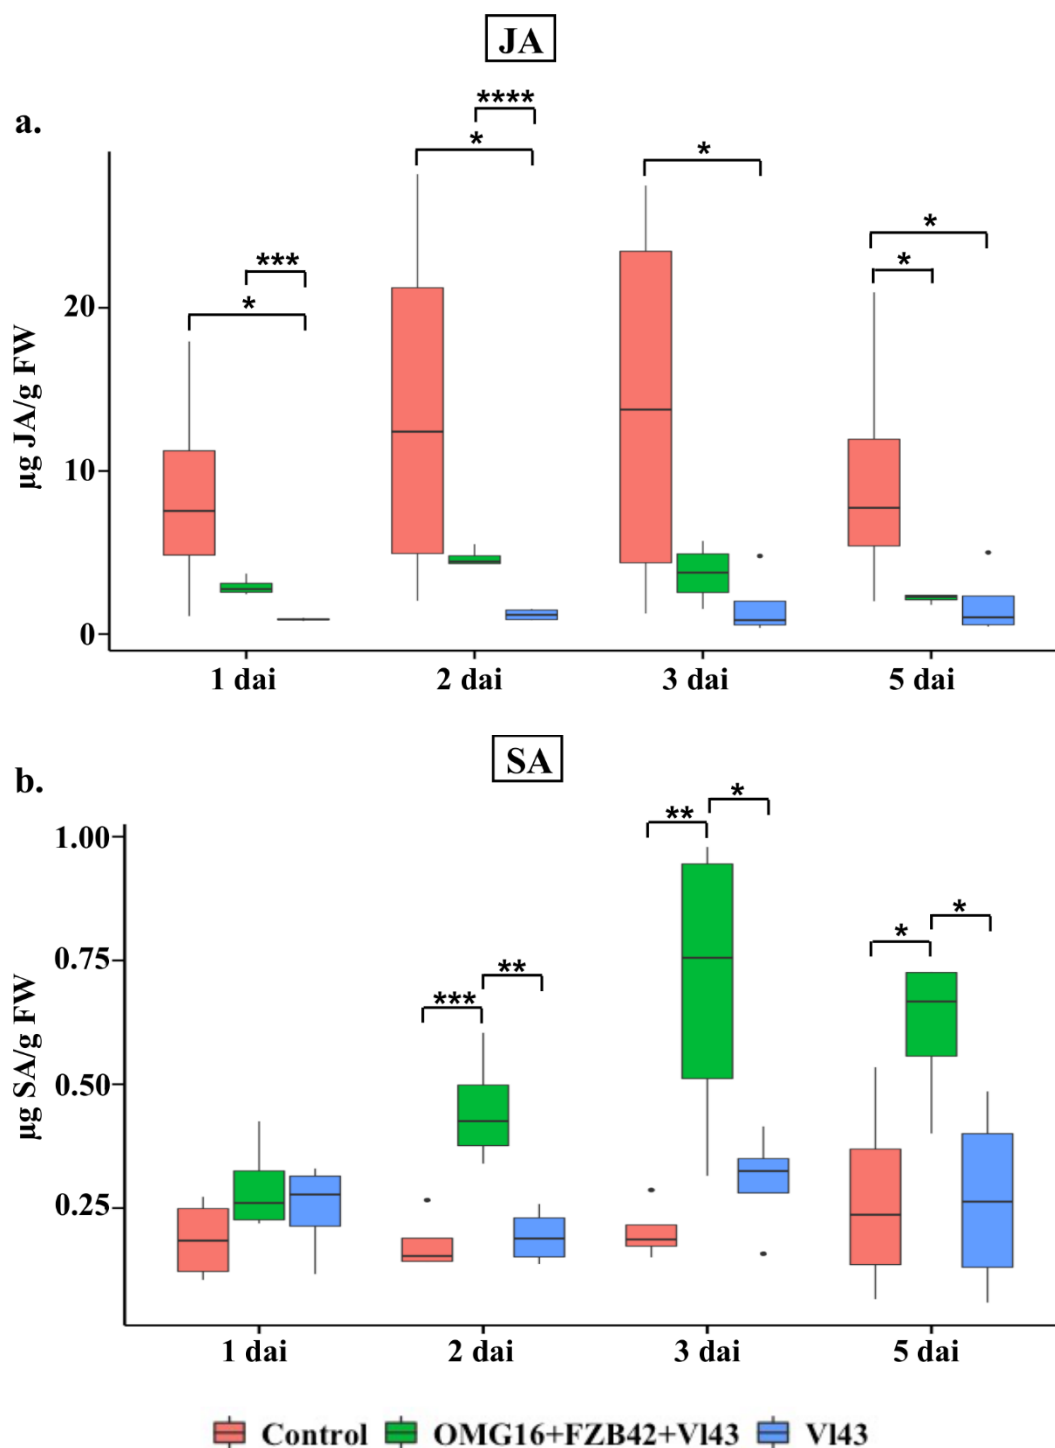 JA
a.
****
*
*
*
***
*
*
20
10
0
µg JA/g FW
1 dai 2 dai 3 dai 5 dai
SA
b.
*
**
*
*
**
***
1.00
0.75
0.50
0.25
µg SA/g FW
1 dai 2 dai 3 dai 5 dai
Control OMG16+FZB42+Vl43 Vl43